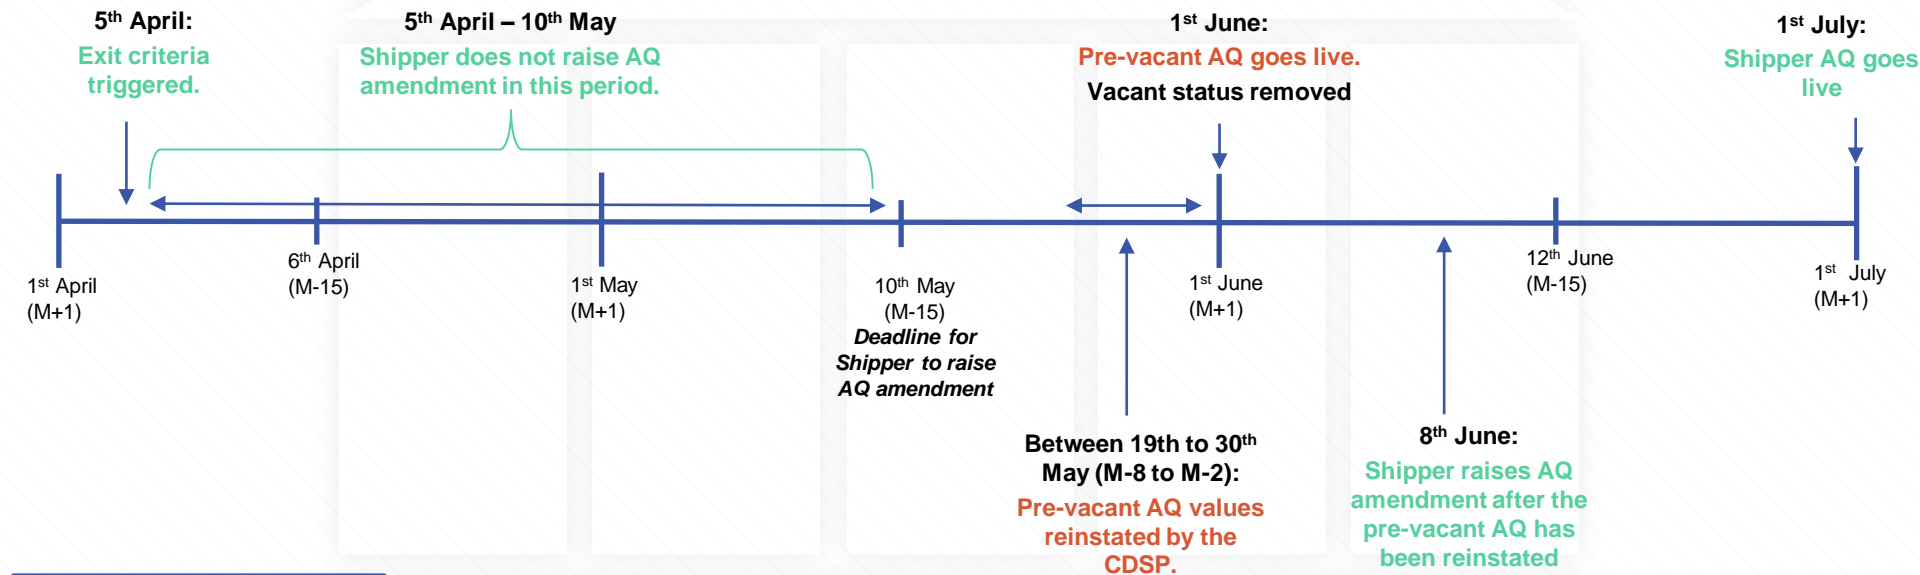 5th April:
Exit criteria
triggered.
5th April – 10th May
Shipper does not raise AQ
amendment in this period.
1st June:
Pre-vacant AQ goes live.
Vacant status removed
1st July:
Shipper AQ goes
live
1st April
(M+1)
6th April
(M-15)
1st May
(M+1)
10th May
(M-15)
Deadline for
Shipper to raise
AQ amendment
1st June
(M+1)
12th June
(M-15)
1st July
(M+1)
Between 19th to 30th
May (M-8 to M-2):
Pre-vacant AQ values
reinstated by the
CDSP.
8th June:
Shipper raises AQ
amendment after the
pre-vacant AQ has
been reinstated